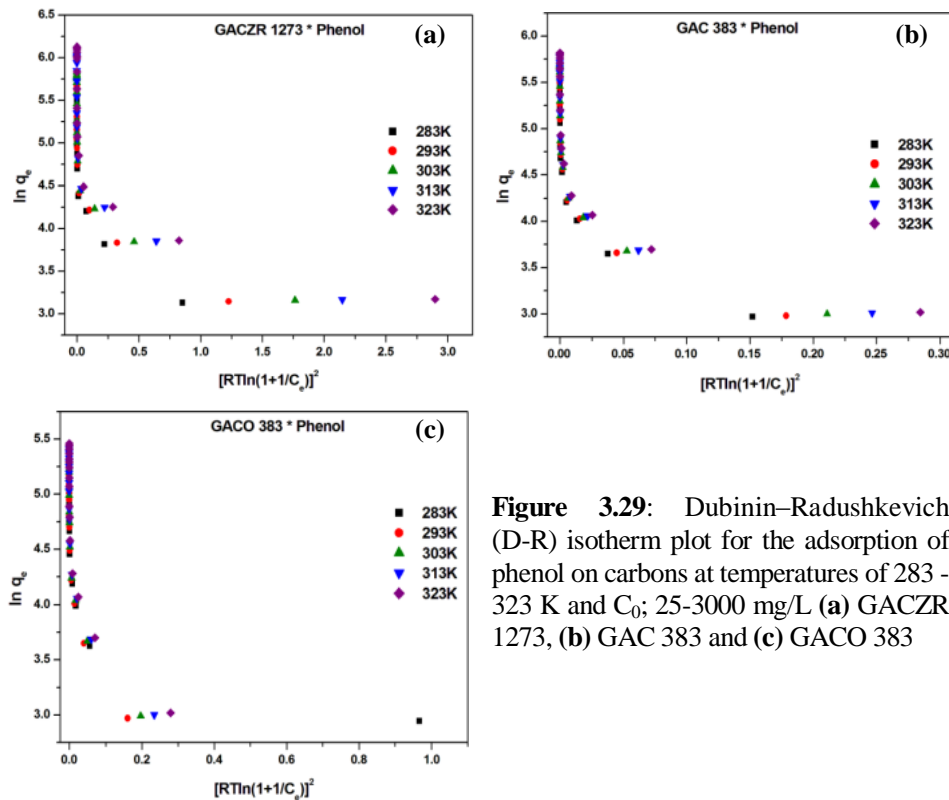 GACZR 1273 * Phenol
(a)
6.5
6.0
5.5
5.0
4.5
4.0
3.5
3.0
ln qe
283K
293K
303K
313K
323K
0.0 0.5 1.0 1.5 2.0 2.5 3.0
[RTln(1+1/Ce)]²
GAC 383 * Phenol
(b)
6.0
5.5
5.0
4.5
4.0
3.5
3.0
ln qe
283K
293K
303K
313K
323K
0.00 0.05 0.10 0.15 0.20 0.25 0.30
[RTln(1+1/Ce)]²
GACO 383 * Phenol
(c)
5.5
5.0
4.5
4.0
3.5
3.0
ln qe
283K
293K
303K
313K
323K
0.0 0.2 0.4 0.6 0.8 1.0
[RTln(1+1/Ce)]²
Figure 3.29: Dubinin–Radushkevich
(D-R) isotherm plot for the adsorption of
phenol on carbons at temperatures of 283 -
323 K and C₀; 25-3000 mg/L (a) GACZR
1273, (b) GAC 383 and (c) GACO 383